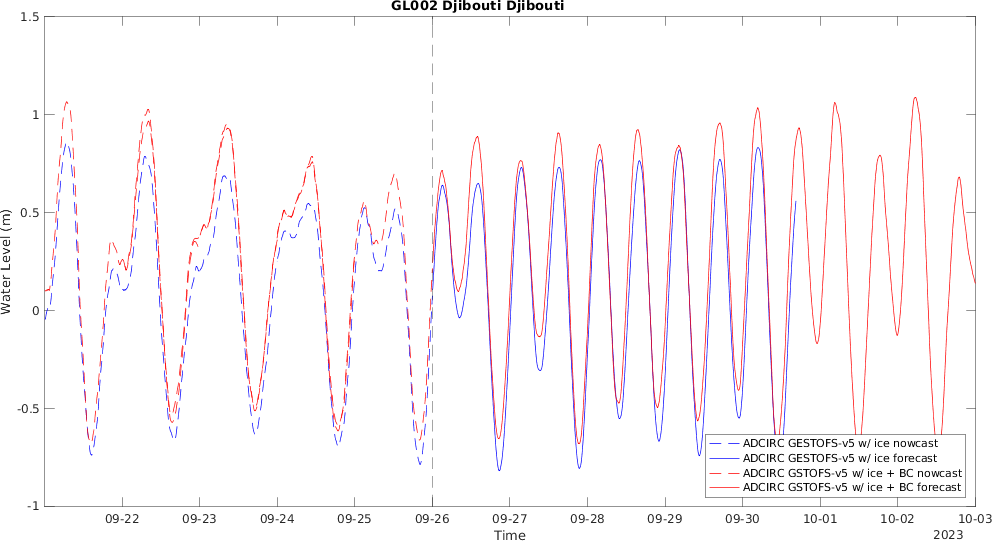 GL002 Djibouti Djibouti
1.5
1
0.5
0
-0.5
-1
Water Level (m)
ADCIRC GESTOFS-v5 w/ ice nowcast
ADCIRC GESTOFS-v5 w/ ice forecast
ADCIRC GSTOFS-v5 w/ ice + BC nowcast
ADCIRC GSTOFS-v5 w/ ice + BC forecast
09-22 09-23 09-24 09-25 09-26 09-27 09-28 09-29 09-30 10-01 10-02 10-03
Time
2023